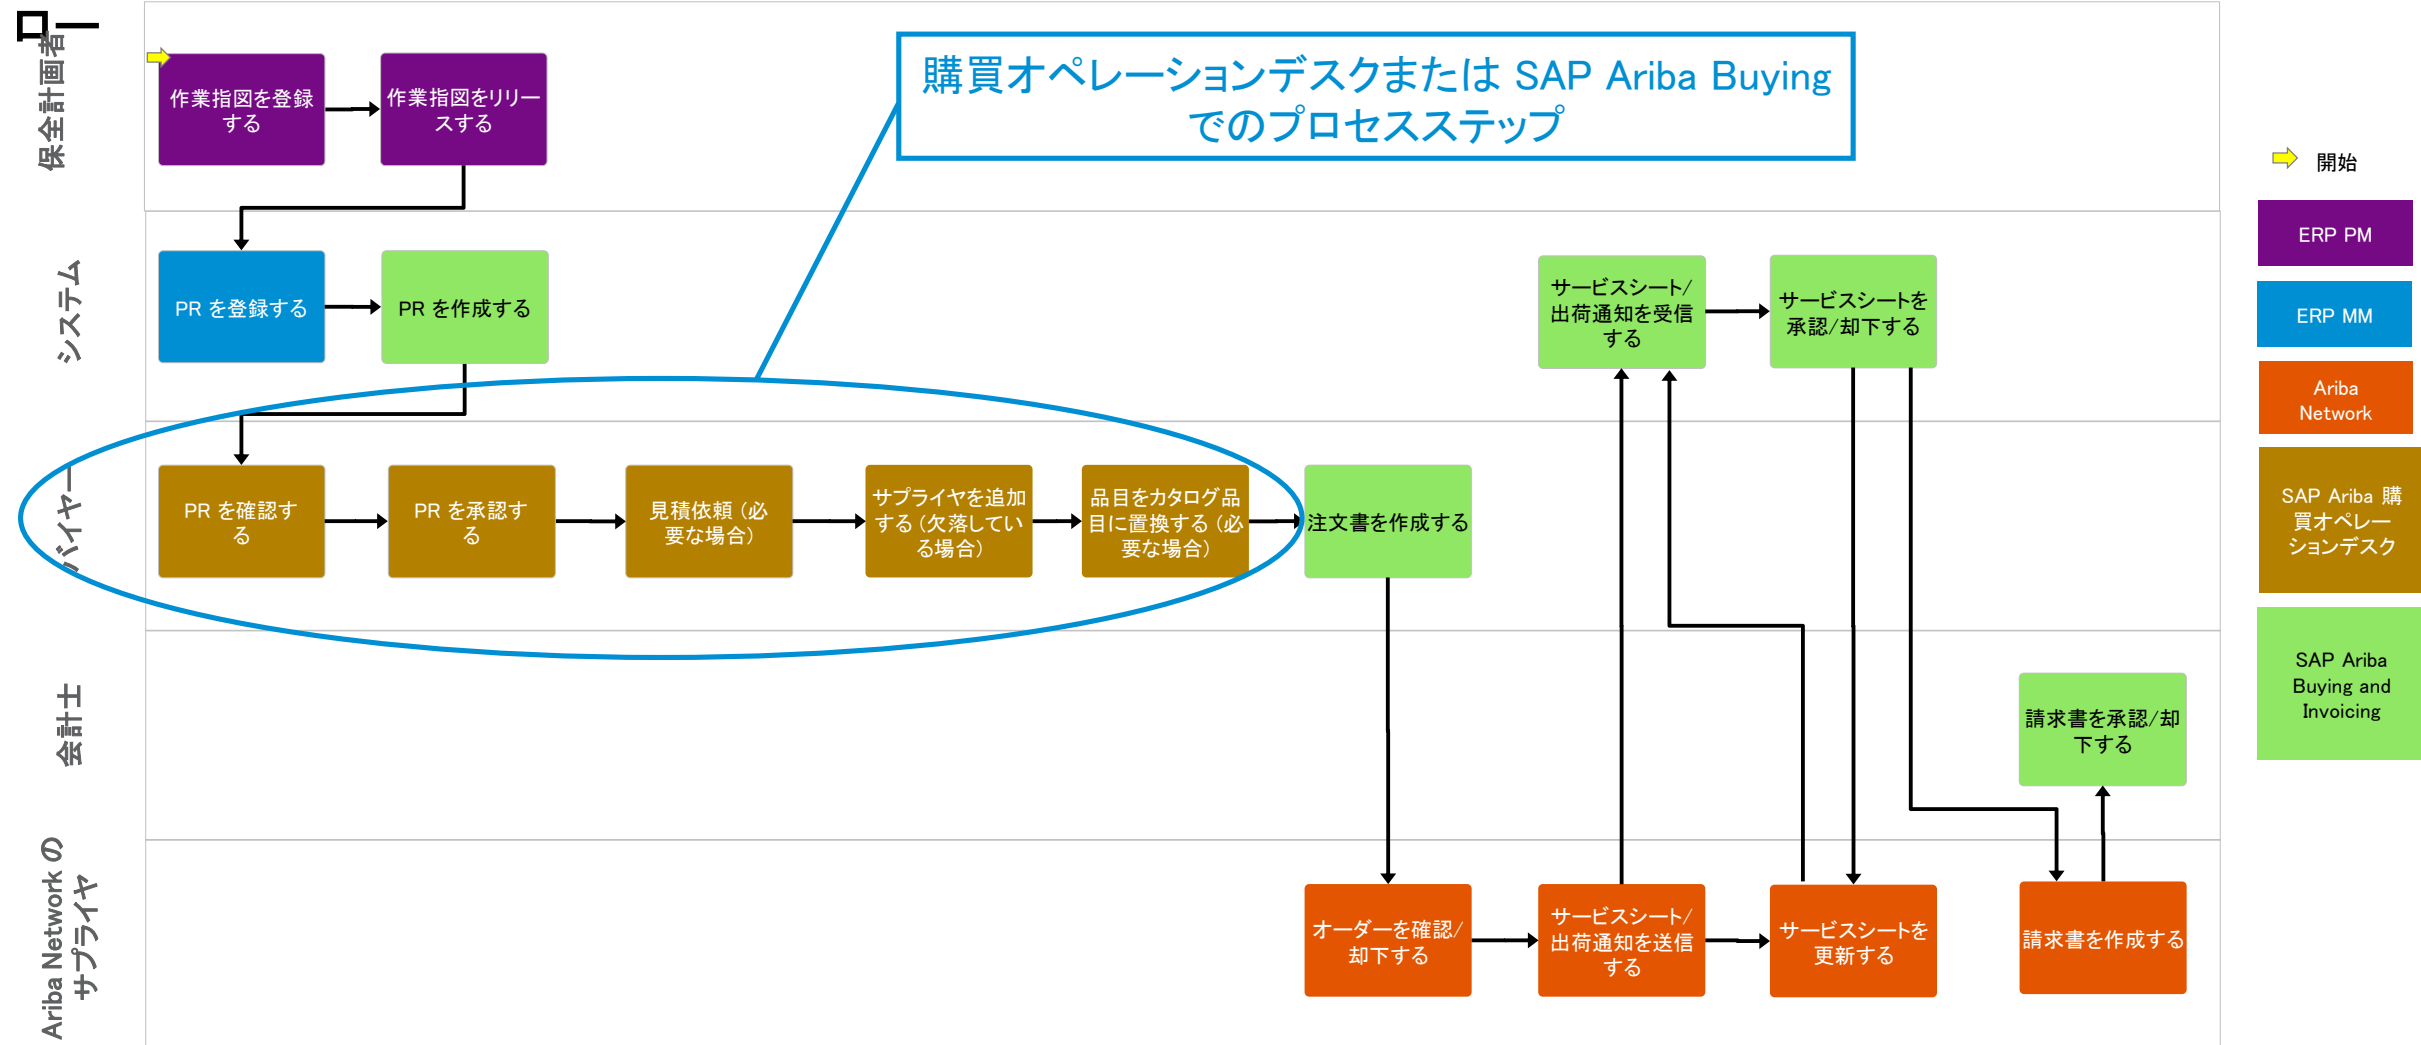 ロー
保全計画者
作業指図を登録
する
作業指図をリリー
スする
購買オペレーションデスクまたは SAP Ariba Buying
でのプロセスステップ
システム
PR を登録する
PR を作成する
サービスシート/
出荷通知を受信
する
サービスシートを
承認/却下する
バイヤー
PR を確認す
る
PR を承認す
る
見積依頼 (必
要な場合)
サプライヤを追加
する (欠落してい
る場合)
品目をカタログ品
目に置換する (必
要な場合)
注文書を作成する
会計士
請求書を承認/却
下する
Ariba Network の
サプライヤ
オーダーを確認/
却下する
サービスシート/
出荷通知を送信
する
サービスシートを
更新する
請求書を作成する
開始
ERP PM
ERP MM
Ariba
Network
SAP Ariba 購
買オペレー
ションデスク
SAP Ariba
Buying and
Invoicing